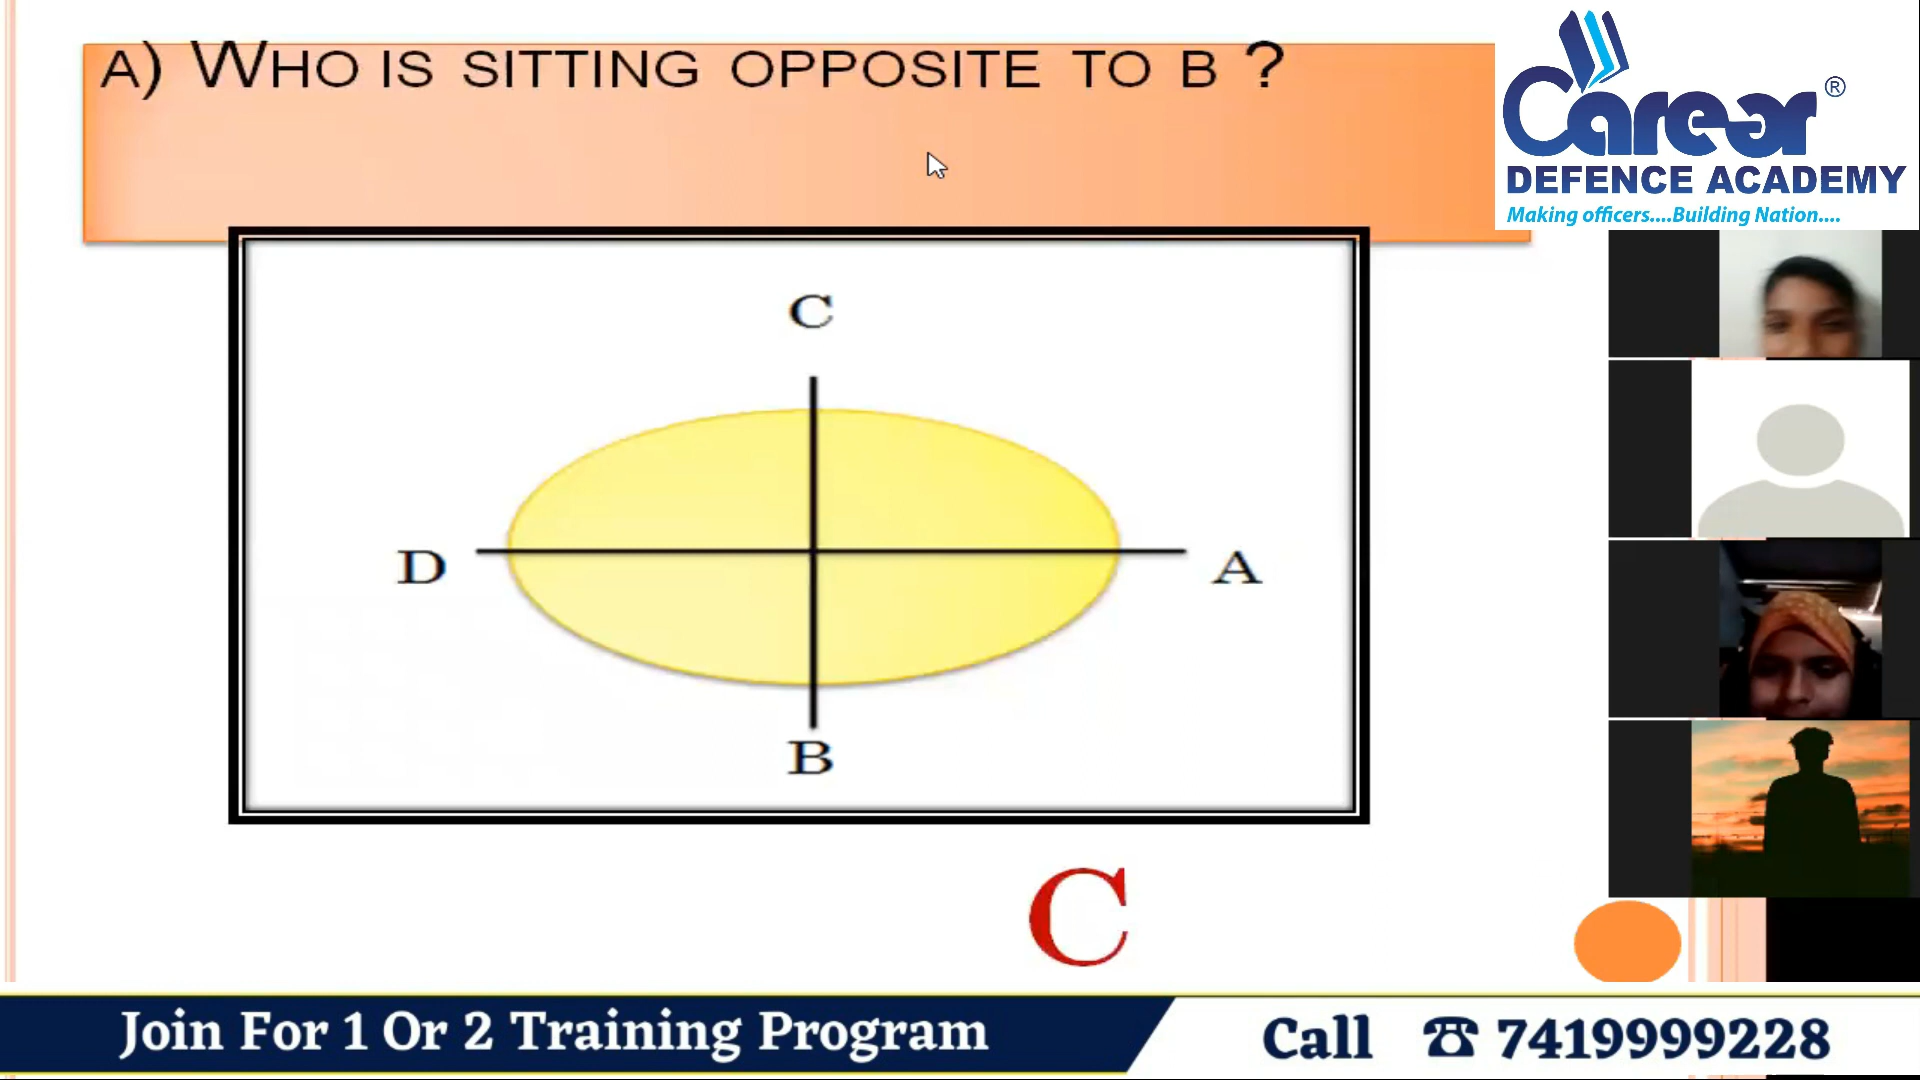 A) WHO IS SITTING OPPOSITE TO B ?
Carear ®
DEFENCE ACADEMY
Making officers....Building Nation....
C
D
A
B
C
Join For 1 Or 2 Training Program
Call ☎ 7419999228